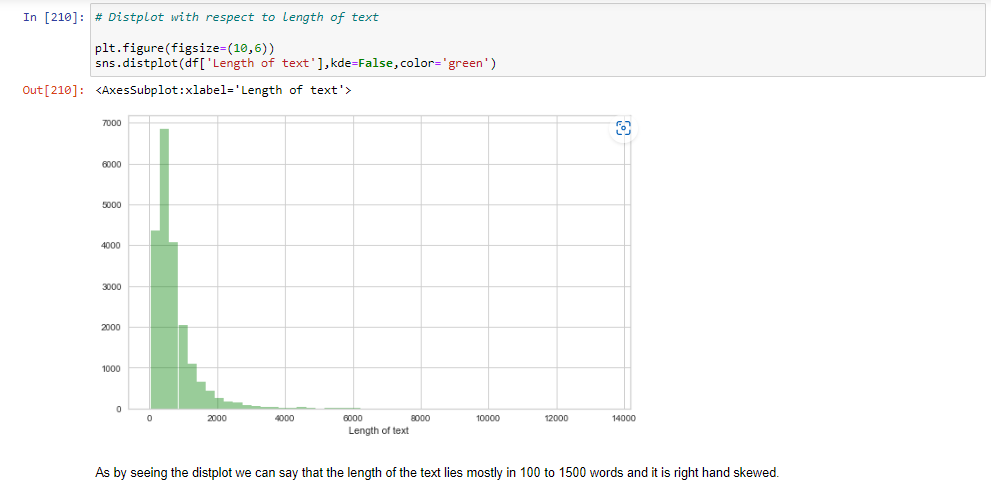 In [210]: # Distplot with respect to length of text
plt.figure(figsize=(10,6))
sns.distplot(df['Length of text'],kde=False,color='green')
Out[210]: <AxesSubplot:xlabel='Length of text'>
7000
6000
5000
4000
3000
2000
1000
0
0 2000 4000 6000 8000 10000 12000 14000
Length of text
As by seeing the distplot we can say that the length of the text lies mostly in 100 to 1500 words and it is right hand skewed.